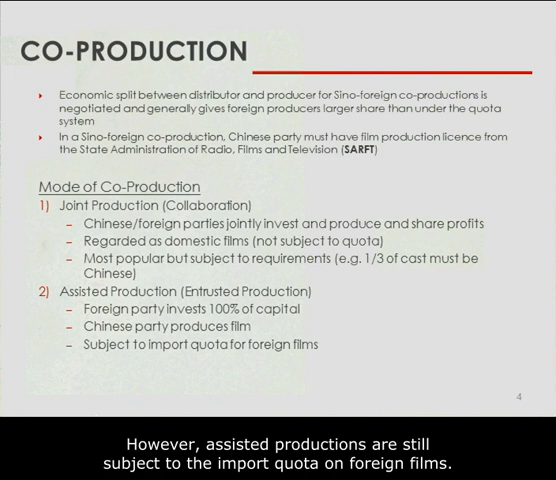 CO-PRODUCTION
Economic split between distributor and producer for Sino-foreign co-productions is
negotiated and generally gives foreign producers larger share than under the quota
system
In a Sino-foreign co-production, Chinese party must have film production licence from
the State Administration of Radio, Films and Television (SARFT)
Mode of Co-Production
1) Joint Production (Collaboration)
– Chinese/foreign parties jointly invest and produce and share profits
– Regarded as domestic films (not subject to quota)
– Most popular but subject to requirements (e.g. 1/3 of cast must be
Chinese)
2) Assisted Production (Entrusted Production)
– Foreign party invests 100% of capital
– Chinese party produces film
– Subject to import quota for foreign films
4
However, assisted productions are still
subject to the import quota on foreign films.